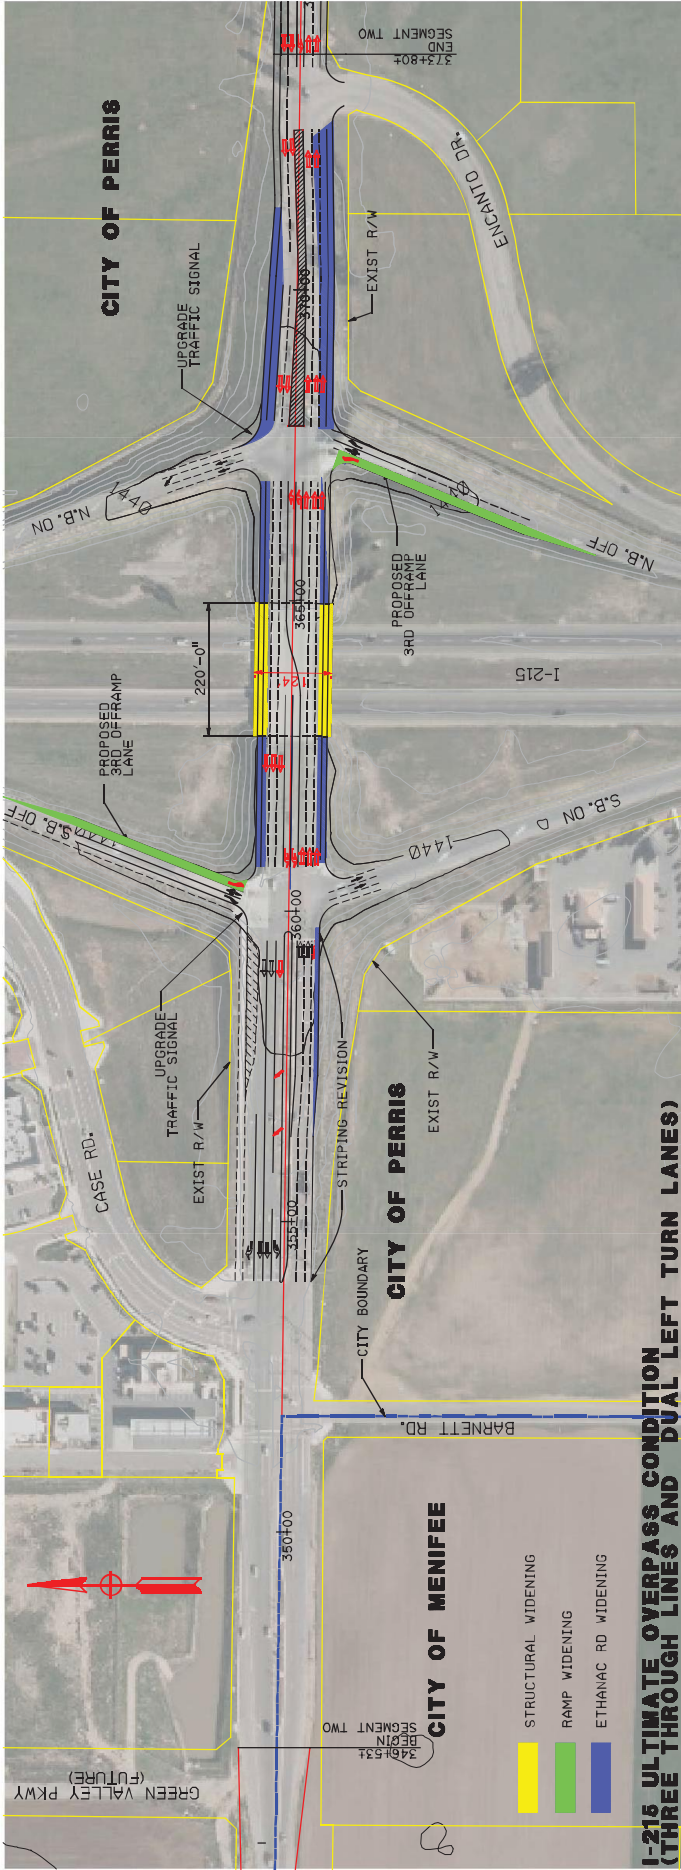 CITY OF PERRIS
373+80±
END
SEGMENT TWO
ENCANTO DR.
EXIST R/W
UPGRADE
TRAFFIC SIGNAL
370+00
N.B. ON
1440
1440
N.B. OFF
PROPOSED
3RD OFFRAMP
LANE
365+00
220'-0"
124'
I-215
PROPOSED
3RD OFFRAMP
LANE
S.B. OFF
1440
S.B. ON
1440
360+00
UPGRADE
TRAFFIC SIGNAL
EXIST R/W
STRIPING REVISION
EXIST R/W
CASE RD.
355+00
CITY OF PERRIS
CITY BOUNDARY
BARNETT RD.
350+00
CITY OF MENIFEE
346+53±
BEGIN
SEGMENT TWO
GREEN VALLEY PKWY
(FUTURE)
STRUCTURAL WIDENING
RAMP WIDENING
ETHANAC RD WIDENING
I-215 ULTIMATE OVERPASS CONDITION
(THREE THROUGH LINES AND DUAL LEFT TURN LANES)